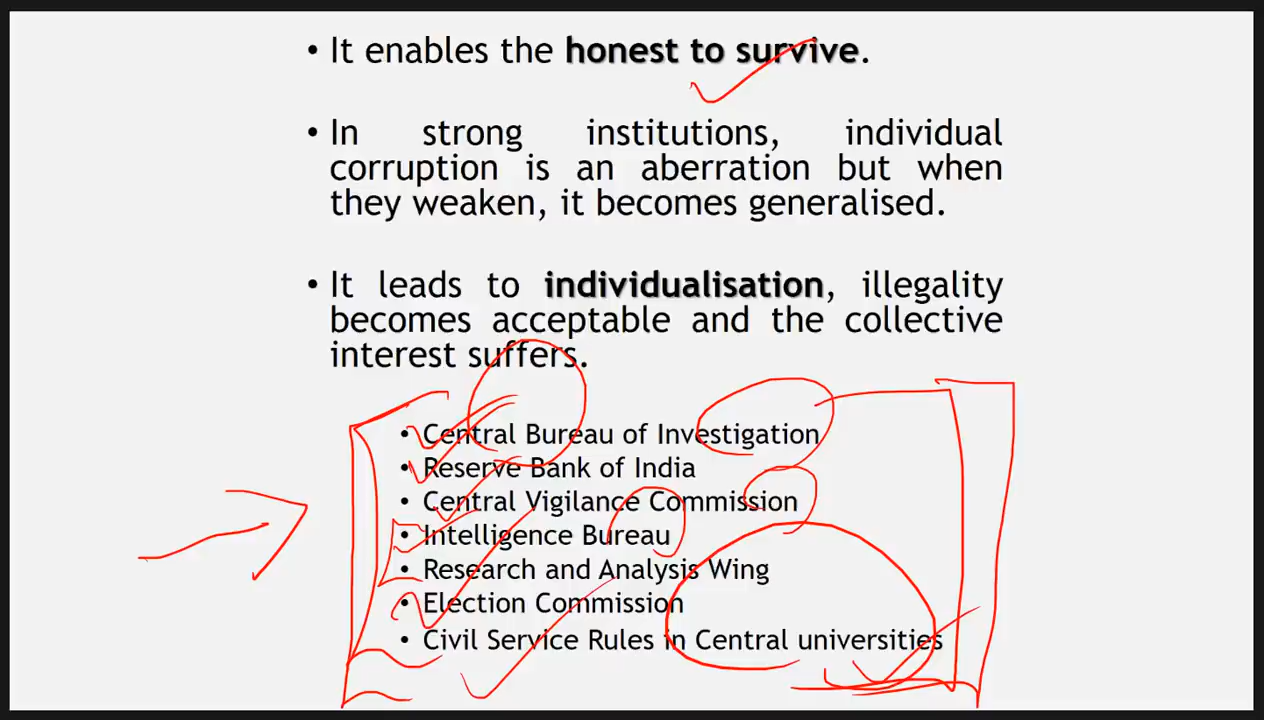 • It enables the honest to survive.
• In strong institutions, individual
corruption is an aberration but when
they weaken, it becomes generalised.
• It leads to individualisation, illegality
becomes acceptable and the collective
interest suffers.
• Central Bureau of Investigation
• Reserve Bank of India
• Central Vigilance Commission
• Intelligence Bureau
• Research and Analysis Wing
• Election Commission
• Civil Service Rules in Central universities